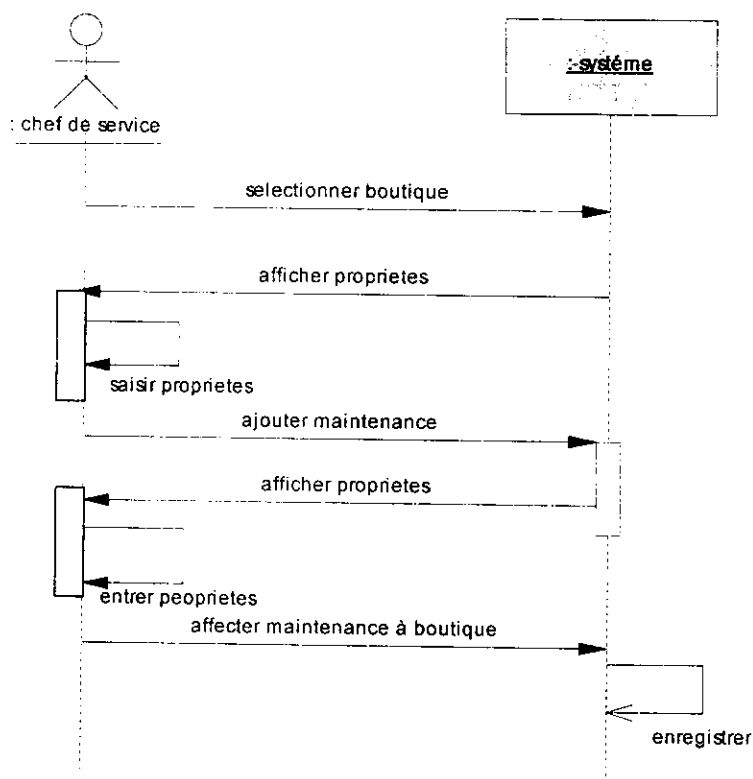 : chef de service
: système
selectionner boutique
afficher proprietes
saisir proprietes
ajouter maintenance
afficher proprietes
entrer peoprietes
affecter maintenance à boutique
enregistrer